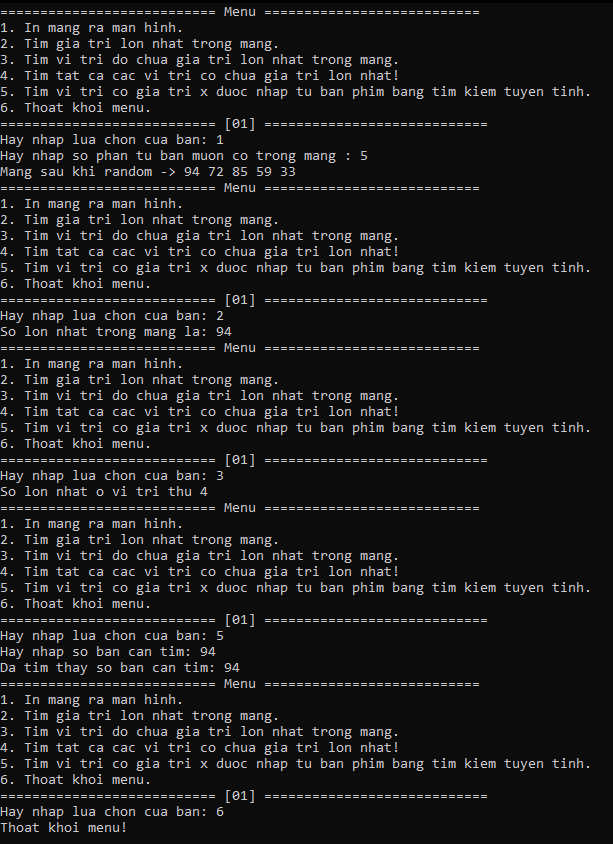 =========================== Menu ===========================
1. In mang ra man hinh.
2. Tim gia tri lon nhat trong mang.
3. Tim vi tri do chua gia tri lon nhat trong mang.
4. Tim tat ca cac vi tri co chua gia tri lon nhat!
5. Tim vi tri co gia tri x duoc nhap tu ban phim bang tim kiem tuyen tinh.
6. Thoat khoi menu.
=========================== [01] ============================
Hay nhap lua chon cua ban: 1
Hay nhap so phan tu ban muon co trong mang : 5
Mang sau khi random -> 94 72 85 59 33
=========================== Menu ===========================
1. In mang ra man hinh.
2. Tim gia tri lon nhat trong mang.
3. Tim vi tri do chua gia tri lon nhat trong mang.
4. Tim tat ca cac vi tri co chua gia tri lon nhat!
5. Tim vi tri co gia tri x duoc nhap tu ban phim bang tim kiem tuyen tinh.
6. Thoat khoi menu.
=========================== [01] ============================
Hay nhap lua chon cua ban: 2
So lon nhat trong mang la: 94
=========================== Menu ===========================
1. In mang ra man hinh.
2. Tim gia tri lon nhat trong mang.
3. Tim vi tri do chua gia tri lon nhat trong mang.
4. Tim tat ca cac vi tri co chua gia tri lon nhat!
5. Tim vi tri co gia tri x duoc nhap tu ban phim bang tim kiem tuyen tinh.
6. Thoat khoi menu.
=========================== [01] ============================
Hay nhap lua chon cua ban: 3
So lon nhat o vi tri thu 4
=========================== Menu ===========================
1. In mang ra man hinh.
2. Tim gia tri lon nhat trong mang.
3. Tim vi tri do chua gia tri lon nhat trong mang.
4. Tim tat ca cac vi tri co chua gia tri lon nhat!
5. Tim vi tri co gia tri x duoc nhap tu ban phim bang tim kiem tuyen tinh.
6. Thoat khoi menu.
=========================== [01] ============================
Hay nhap lua chon cua ban: 5
Hay nhap so ban can tim: 94
Da tim thay so ban can tim: 94
=========================== Menu ===========================
1. In mang ra man hinh.
2. Tim gia tri lon nhat trong mang.
3. Tim vi tri do chua gia tri lon nhat trong mang.
4. Tim tat ca cac vi tri co chua gia tri lon nhat!
5. Tim vi tri co gia tri x duoc nhap tu ban phim bang tim kiem tuyen tinh.
6. Thoat khoi menu.
=========================== [01] ============================
Hay nhap lua chon cua ban: 6
Thoat khoi menu!